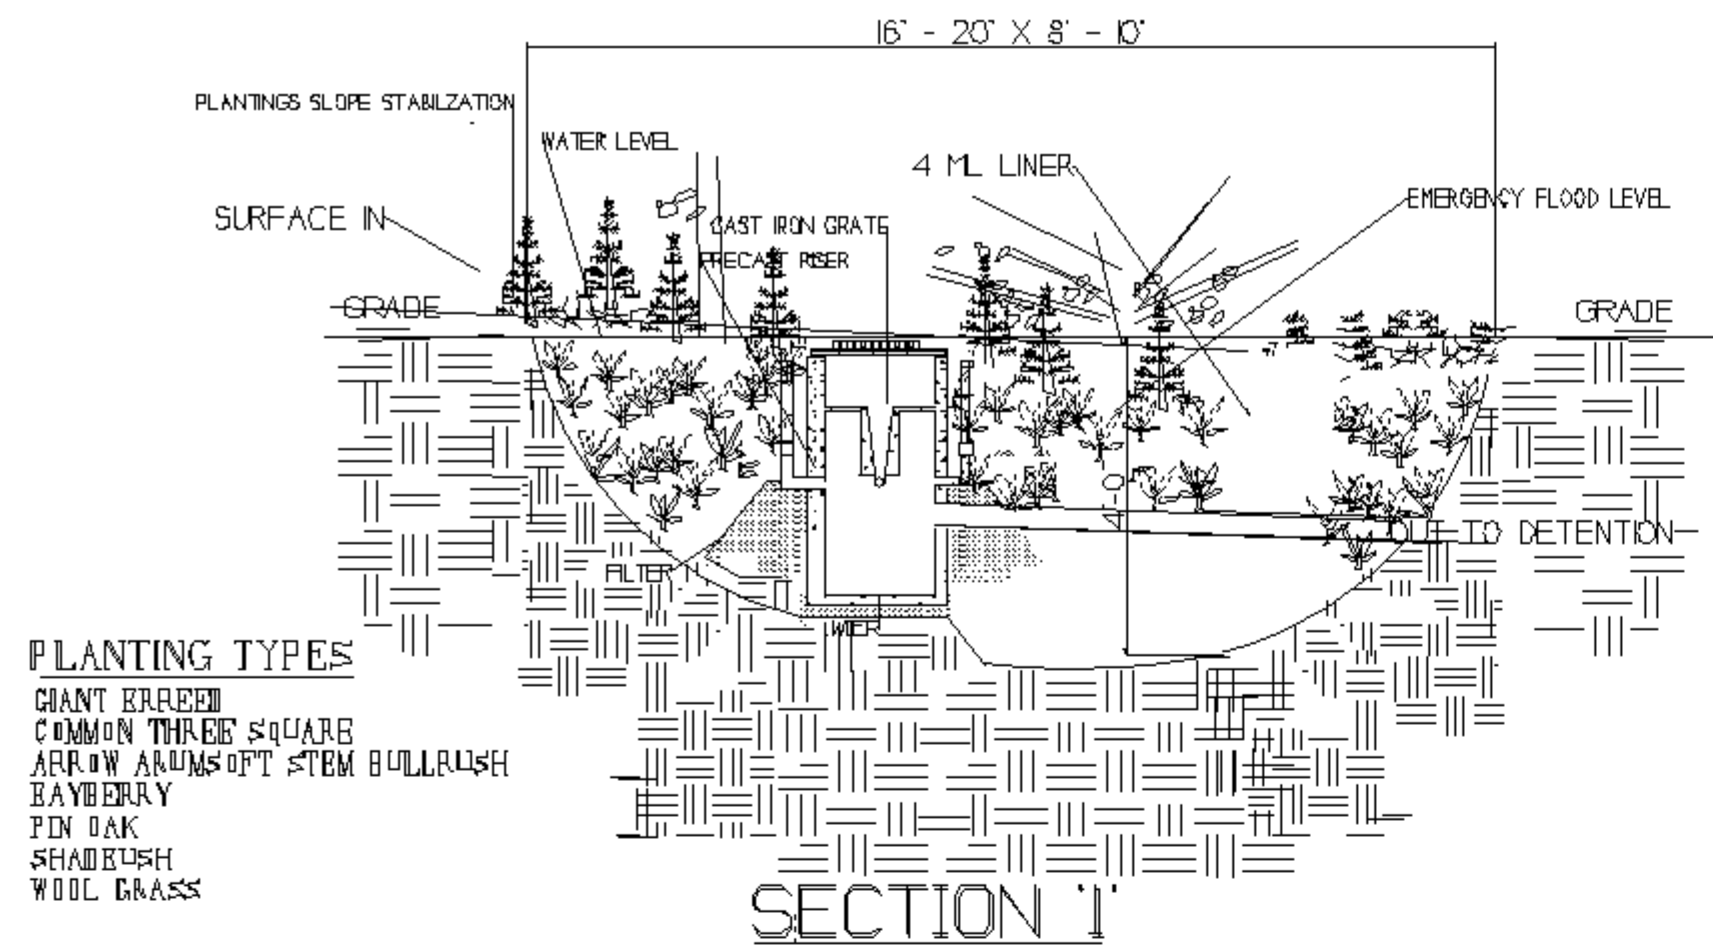 16' - 20' X 8' - 10'
PLANTINGS SLOPE STABILZATION
WATER LEVEL
4 ML LINER
EMERGENCY FLOOD LEVEL
SURFACE IN
CAST IRON GRATE
PRECAST RISER
GRADE
GRADE
OUT TO DETENTION
FILTER
WIER
PLANTING TYPES
GIANT
COMMON THREE SQUARE
ARROW ARUMSOFT STEM BULLRUSH
BAYBERRY
PIN OAK
SHADBUSH
WOOL GRASS
SECTION '1'